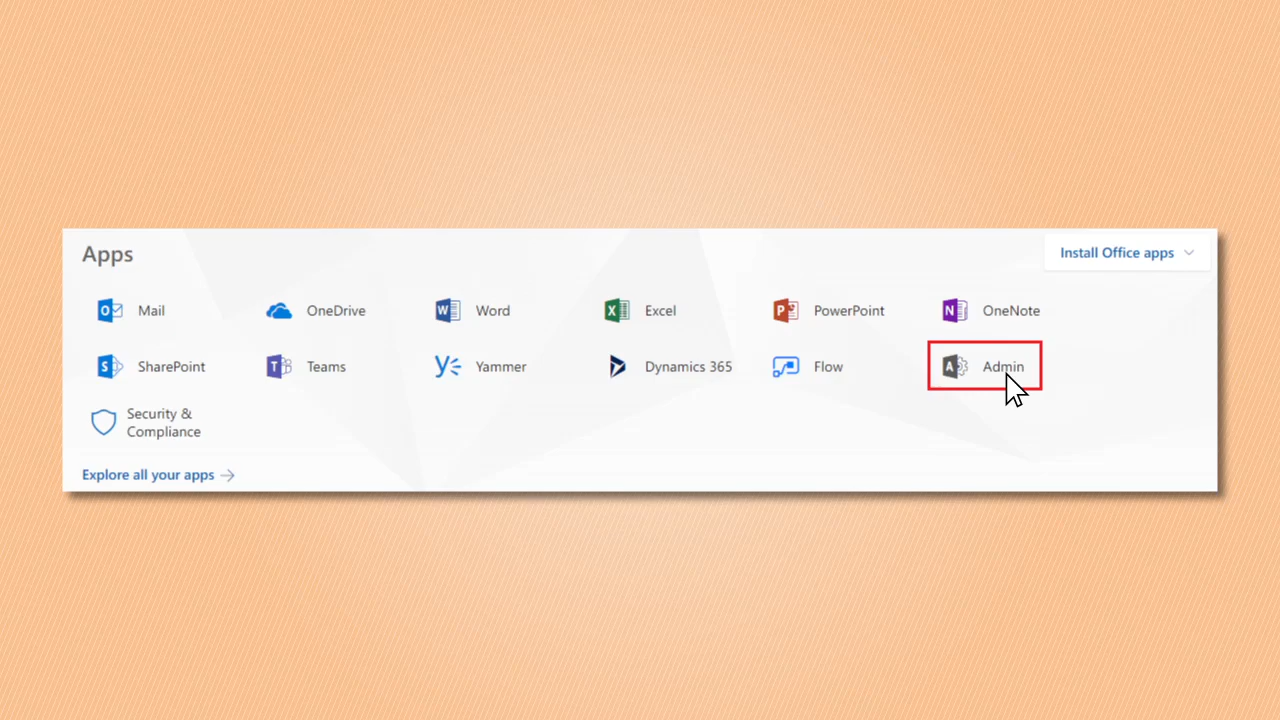 Apps
Install Office apps
Mail
OneDrive
Word
Excel
PowerPoint
OneNote
SharePoint
Teams
Yammer
Dynamics 365
Flow
Admin
Security &
Compliance
Explore all your apps